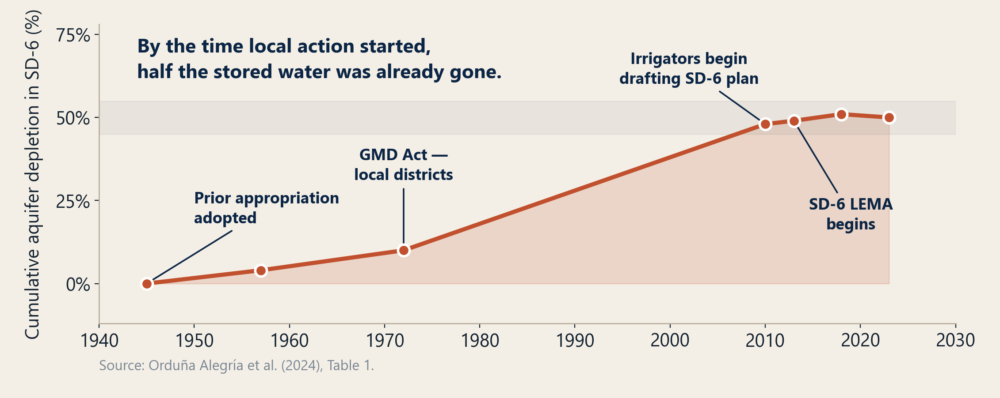 Cumulative aquifer depletion in SD-6 (%)
75%
50%
25%
0%
By the time local action started,
half the stored water was already gone.
Irrigators begin
drafting SD-6 plan
GMD Act —
local districts
Prior appropriation
adopted
SD-6 LEMA
begins
1940
1950
1960
1970
1980
1990
2000
2010
2020
2030
Source: Orduña Alegría et al. (2024), Table 1.